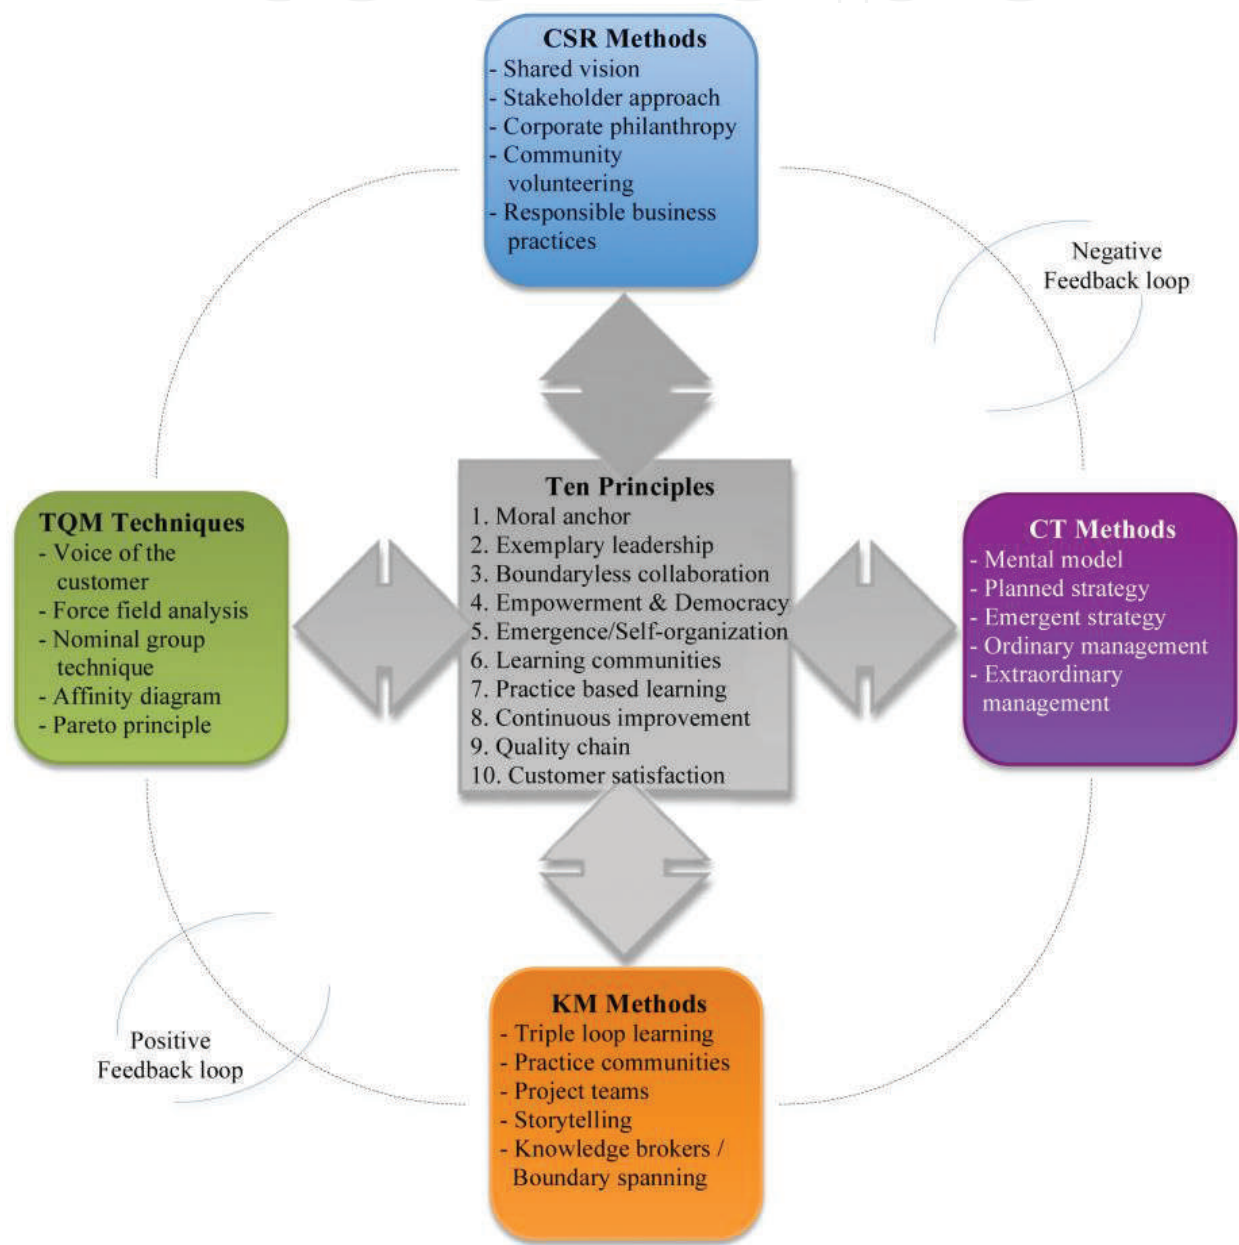 CSR Methods
- Shared vision
- Stakeholder approach
- Corporate philanthropy
- Community
volunteering
- Responsible business
practices
Negative
Feedback loop
TQM Techniques
- Voice of the
customer
- Force field analysis
- Nominal group
technique
- Affinity diagram
- Pareto principle
Ten Principles
1. Moral anchor
2. Exemplary leadership
3. Boundaryless collaboration
4. Empowerment & Democracy
5. Emergence/Self-organization
6. Learning communities
7. Practice based learning
8. Continuous improvement
9. Quality chain
10. Customer satisfaction
CT Methods
- Mental model
- Planned strategy
- Emergent strategy
- Ordinary management
- Extraordinary
management
Positive
Feedback loop
KM Methods
- Triple loop learning
- Practice communities
- Project teams
- Storytelling
- Knowledge brokers /
Boundary spanning